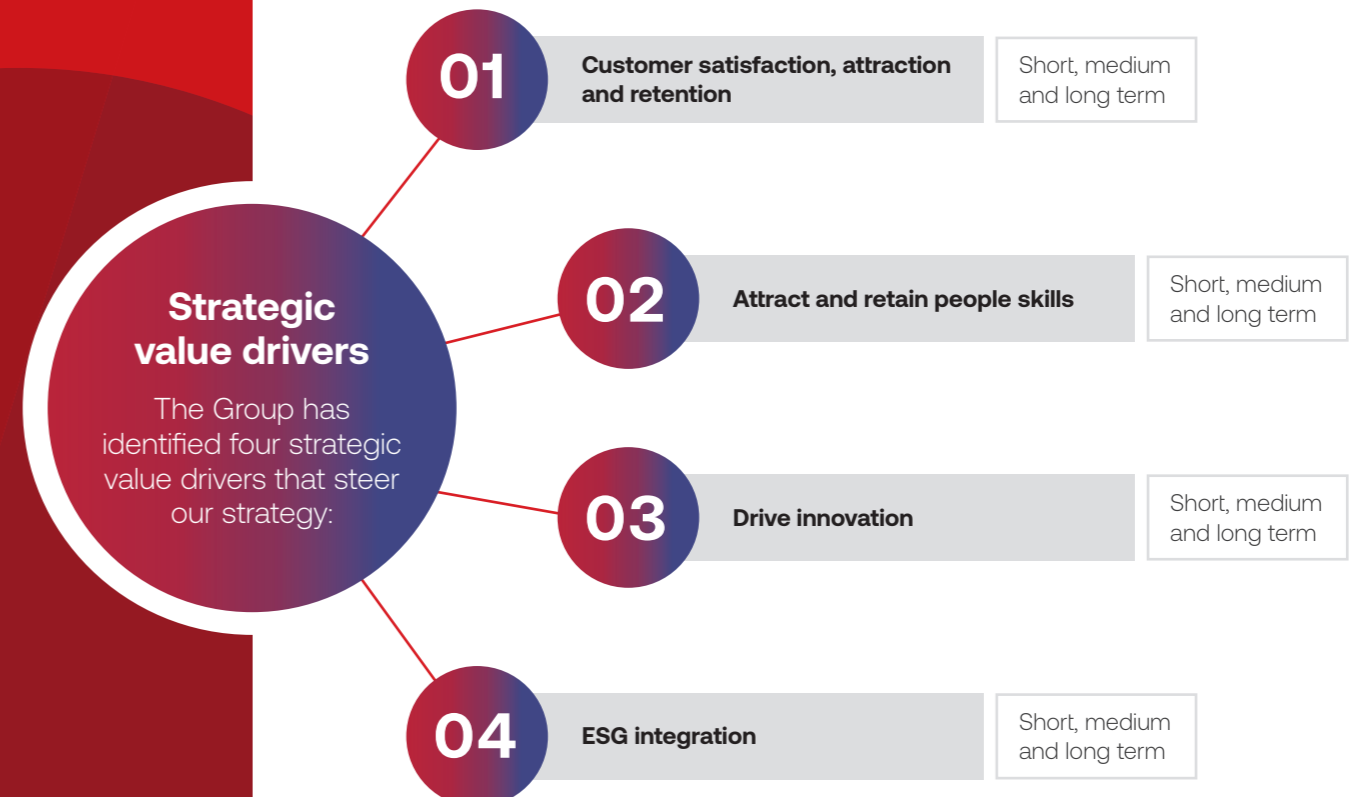 Strategic
value drivers
The Group has
identified four strategic
value drivers that steer
our strategy:
01
Customer satisfaction, attraction
and retention
Short, medium
and long term
02
Attract and retain people skills
Short, medium
and long term
03
Drive innovation
Short, medium
and long term
04
ESG integration
Short, medium
and long term